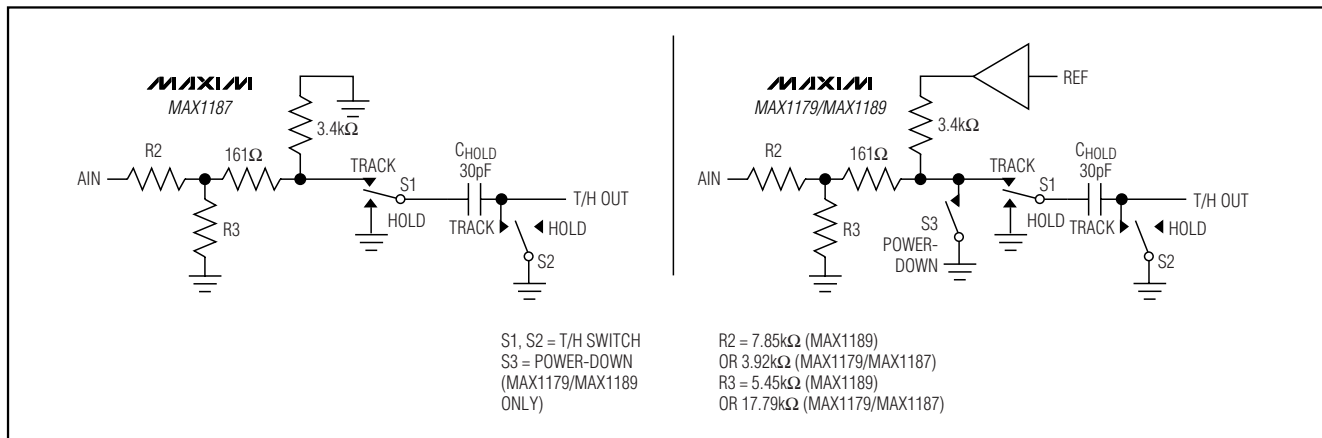 MAXIM
MAX1187
3.4kΩ
R2
161Ω
AIN
R3
TRACK
S1
HOLD
CHOLD
30pF
T/H OUT
TRACK
HOLD
S2
MAXIM
MAX1179/MAX1189
REF
3.4kΩ
R2
161Ω
AIN
R3
S3
POWER-
DOWN
TRACK
S1
HOLD
CHOLD
30pF
T/H OUT
TRACK
HOLD
S2
S1, S2 = T/H SWITCH
S3 = POWER-DOWN
(MAX1179/MAX1189
ONLY)
R2 = 7.85kΩ (MAX1189)
OR 3.92kΩ (MAX1179/MAX1187)
R3 = 5.45kΩ (MAX1189)
OR 17.79kΩ (MAX1179/MAX1187)